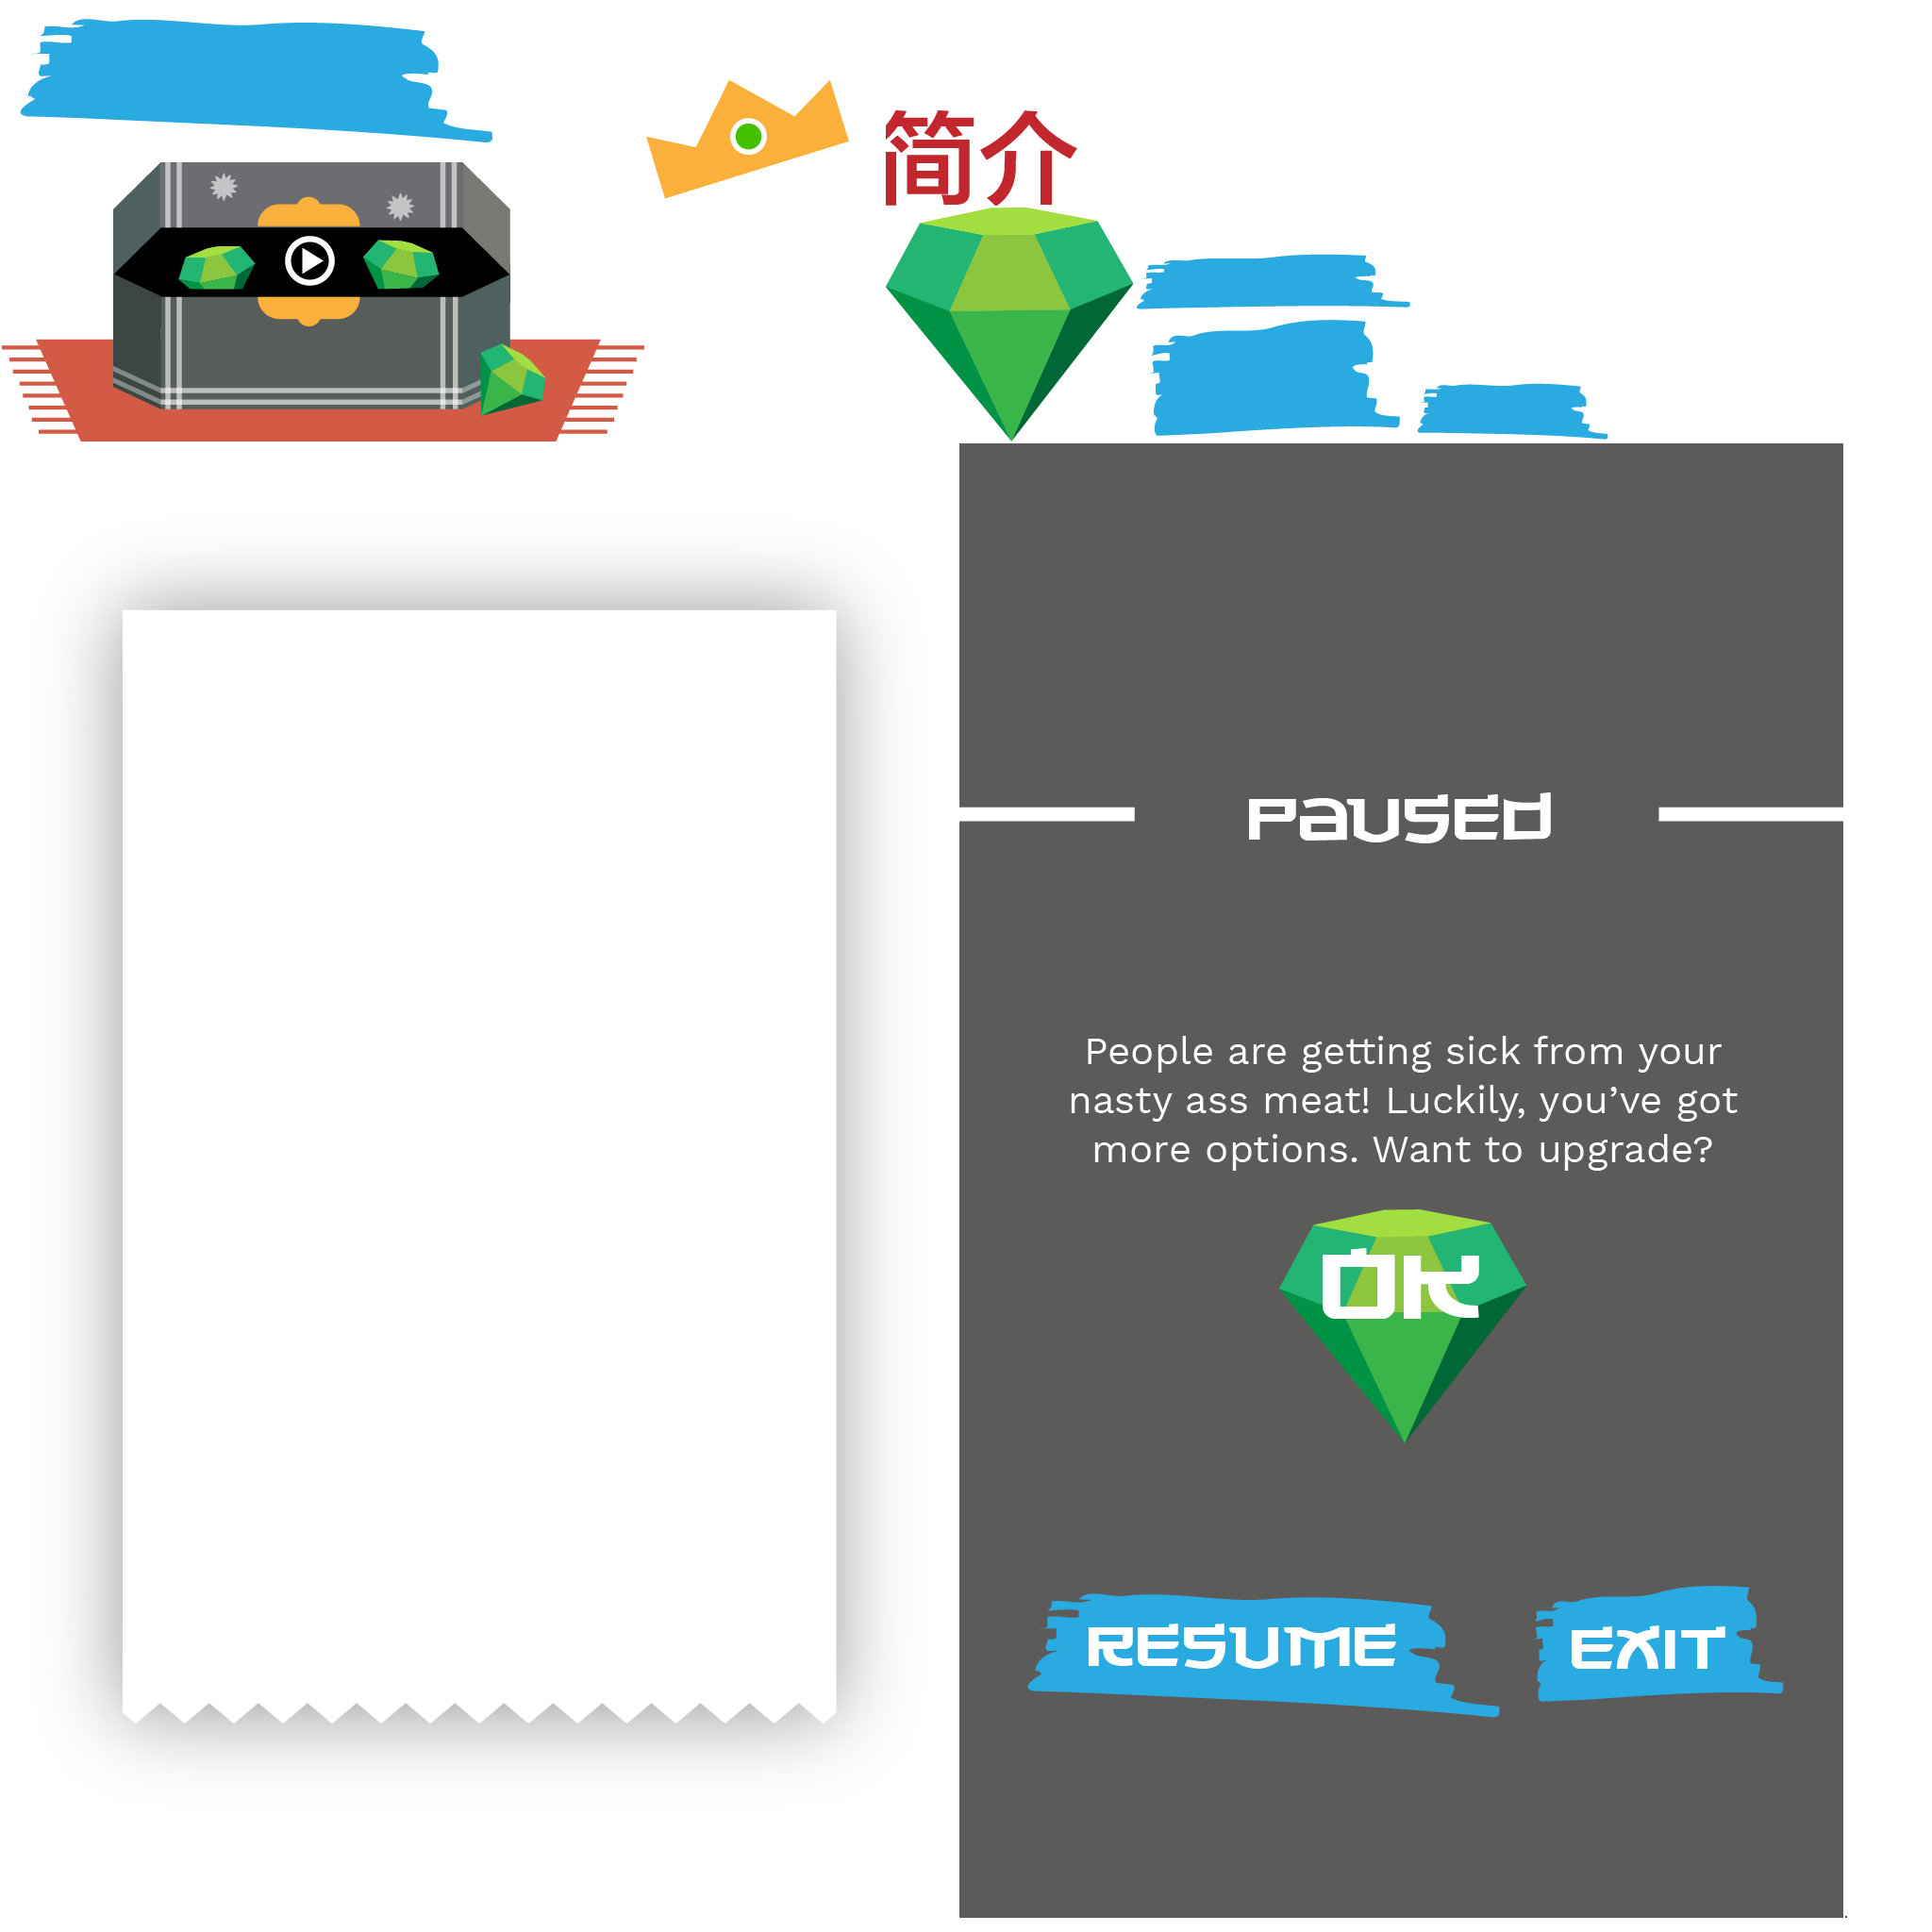 简介
PAUSED
People are getting sick from your
nasty ass meat! Luckily, you’ve got
more options. Want to upgrade?
OK
RESUME
EXIT